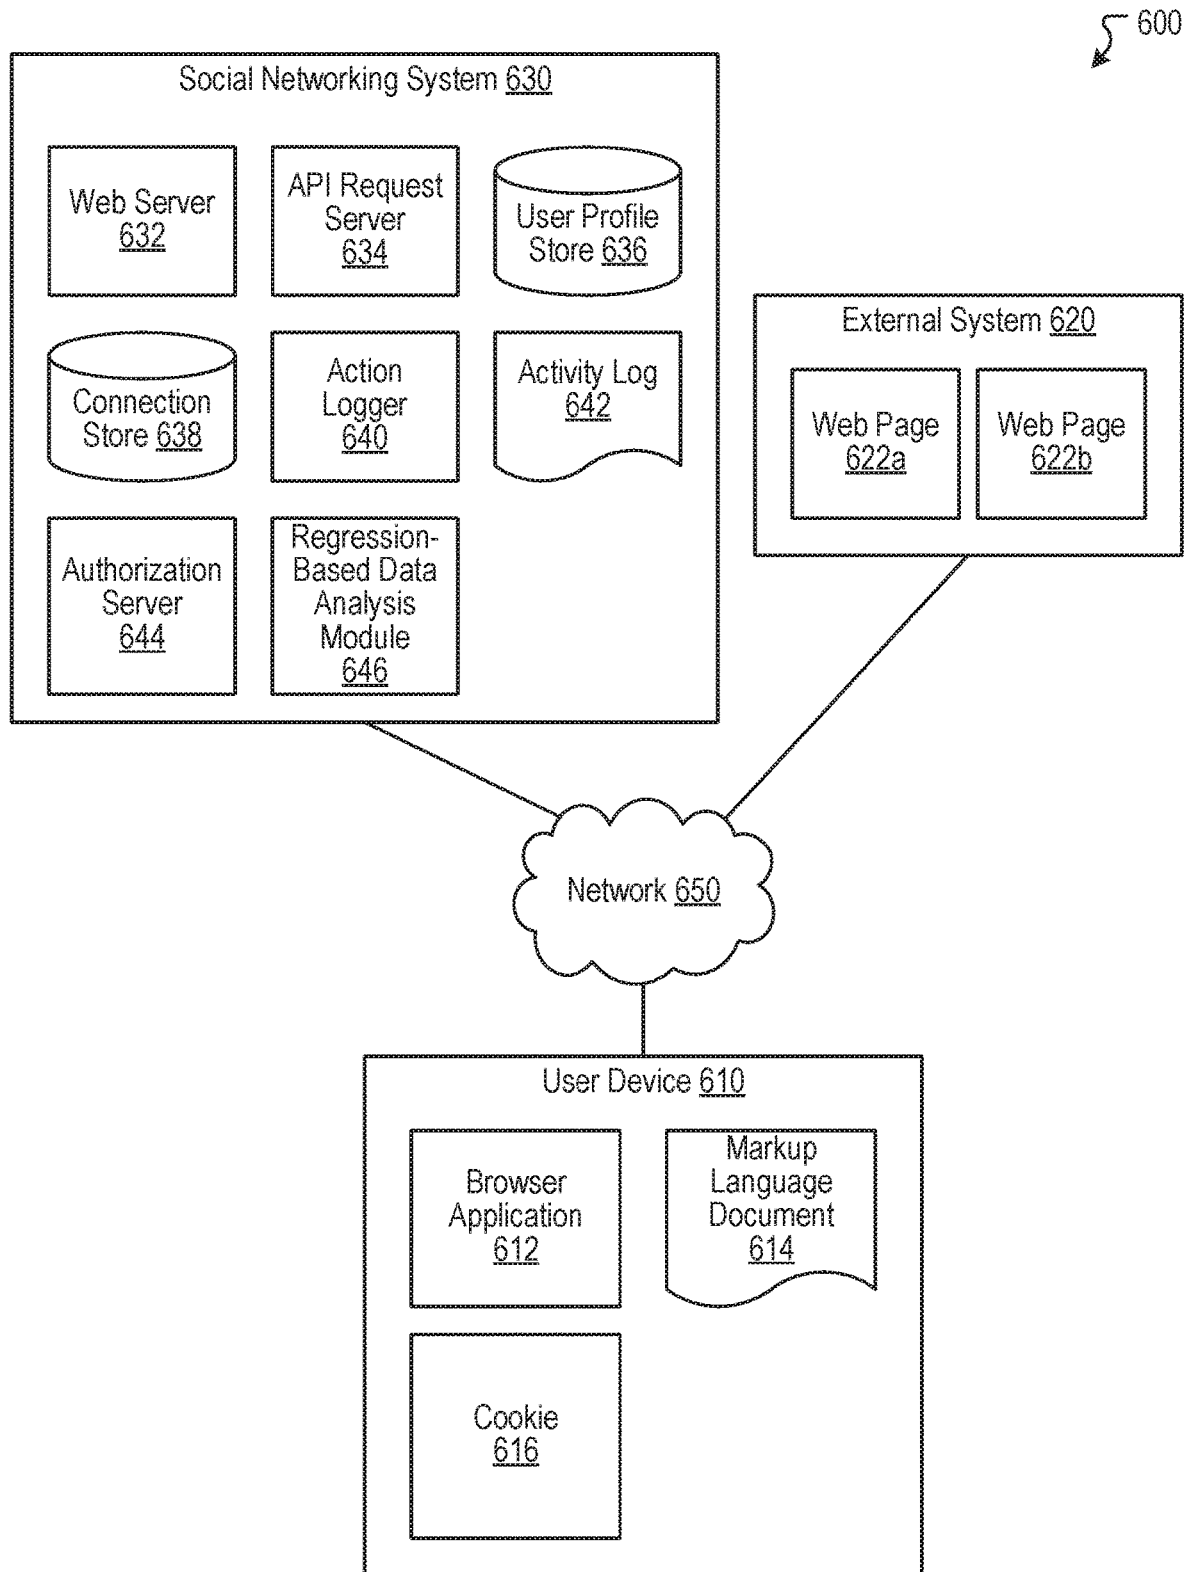 600
Social Networking System 630
Web Server
632
API Request
Server
634
User Profile
Store 636
Connection
Store 638
Action
Logger
640
Activity Log
642
Authorization
Server
644
Regression-
Based Data
Analysis
Module
646
External System 620
Web Page
622a
Web Page
622b
Network 650
User Device 610
Browser
Application
612
Markup
Language
Document
614
Cookie
616